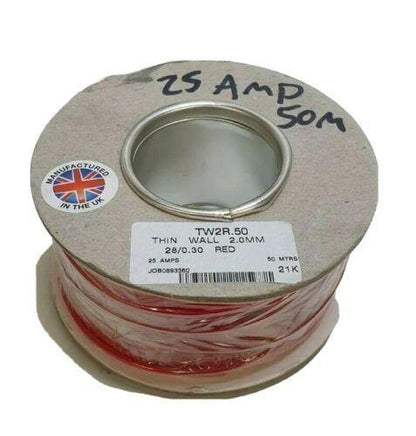 25 AMP
50M
MANUFACTURED
IN THE UK
TW2R.50
THIN WALL 2.0MM
28/0.30 RED
25 AMPS 50 MTRS
JOB0893360 21K